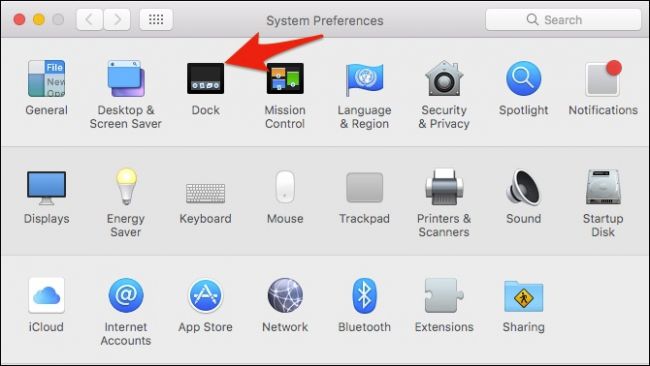 System Preferences
Search
File
New
Ope
General
Desktop &
Screen Saver
Dock
Mission
Control
Language
& Region
Security
& Privacy
Spotlight
Notifications
Displays
Energy
Saver
Keyboard
Mouse
Trackpad
Printers &
Scanners
Sound
Startup
Disk
iCloud
Internet
Accounts
App Store
Network
Bluetooth
Extensions
Sharing